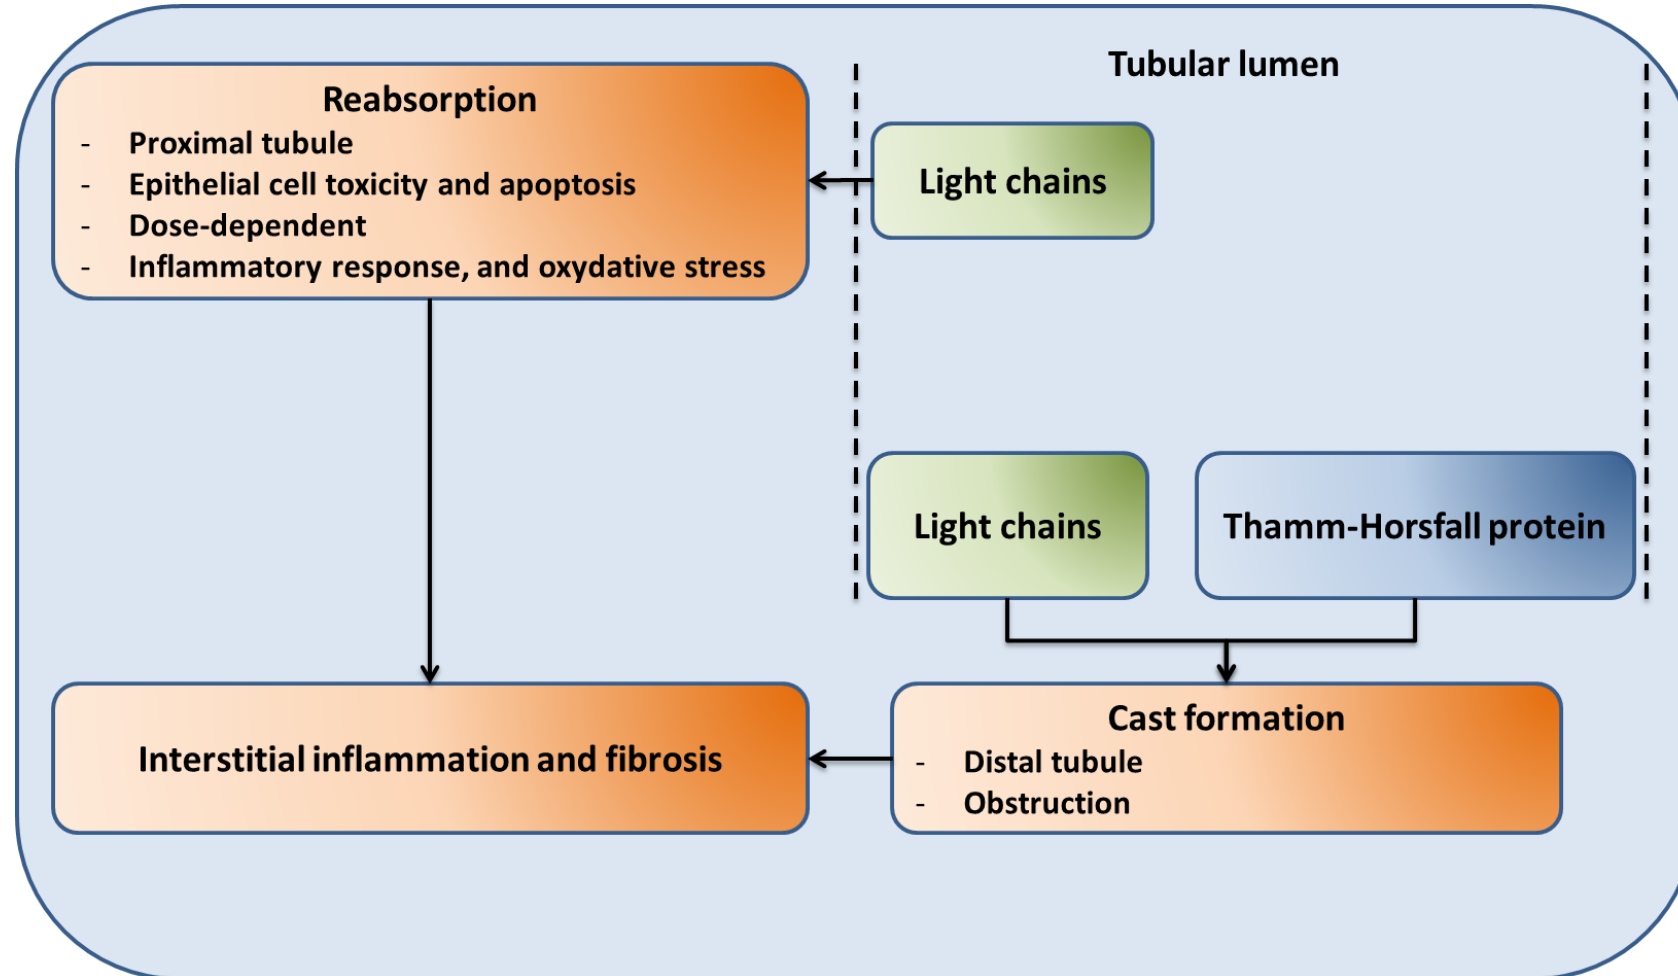 Tubular lumen
Reabsorption
- Proximal tubule
- Epithelial cell toxicity and apoptosis
- Dose-dependent
- Inflammatory response, and oxydative stress
Light chains
Light chains
Thamm-Horsfall protein
Interstitial inflammation and fibrosis
Cast formation
- Distal tubule
- Obstruction